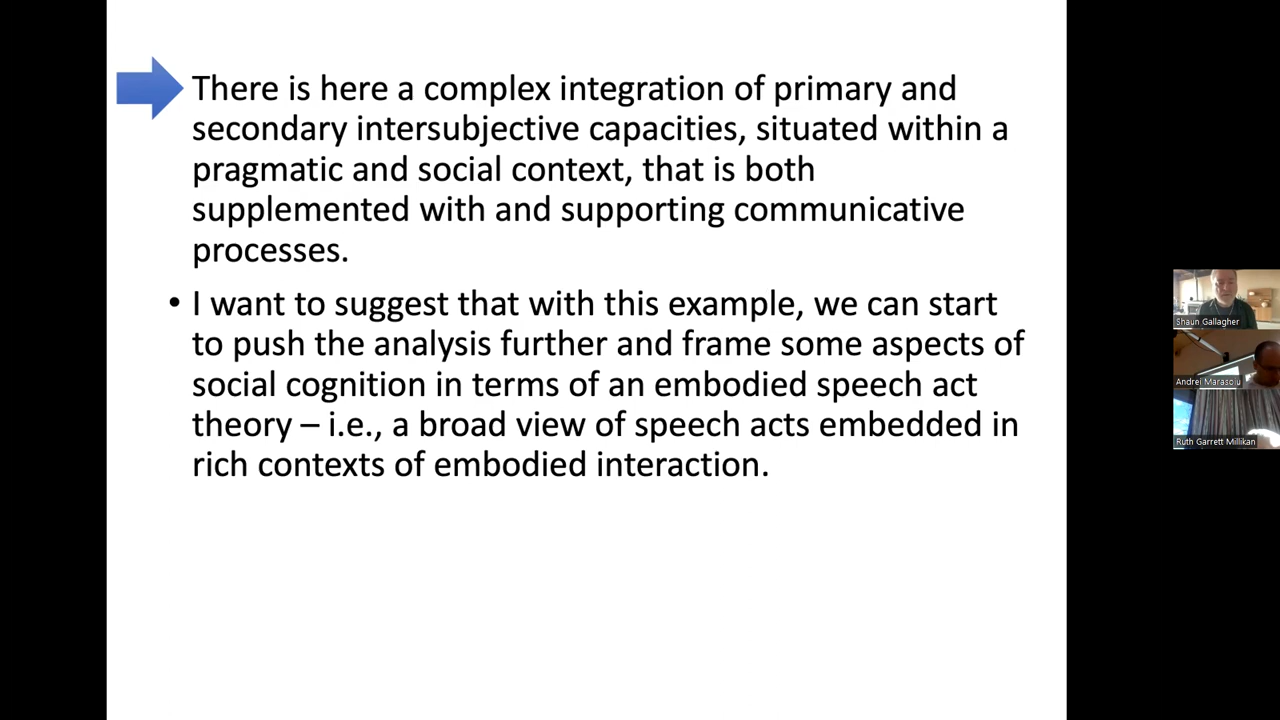 There is here a complex integration of primary and
secondary intersubjective capacities, situated within a
pragmatic and social context, that is both
supplemented with and supporting communicative
processes.
• I want to suggest that with this example, we can start
to push the analysis further and frame some aspects of
social cognition in terms of an embodied speech act
theory – i.e., a broad view of speech acts embedded in
rich contexts of embodied interaction.
Shaun Gallagher
Andrei Marasoiu
Ruth Garrett Millikan